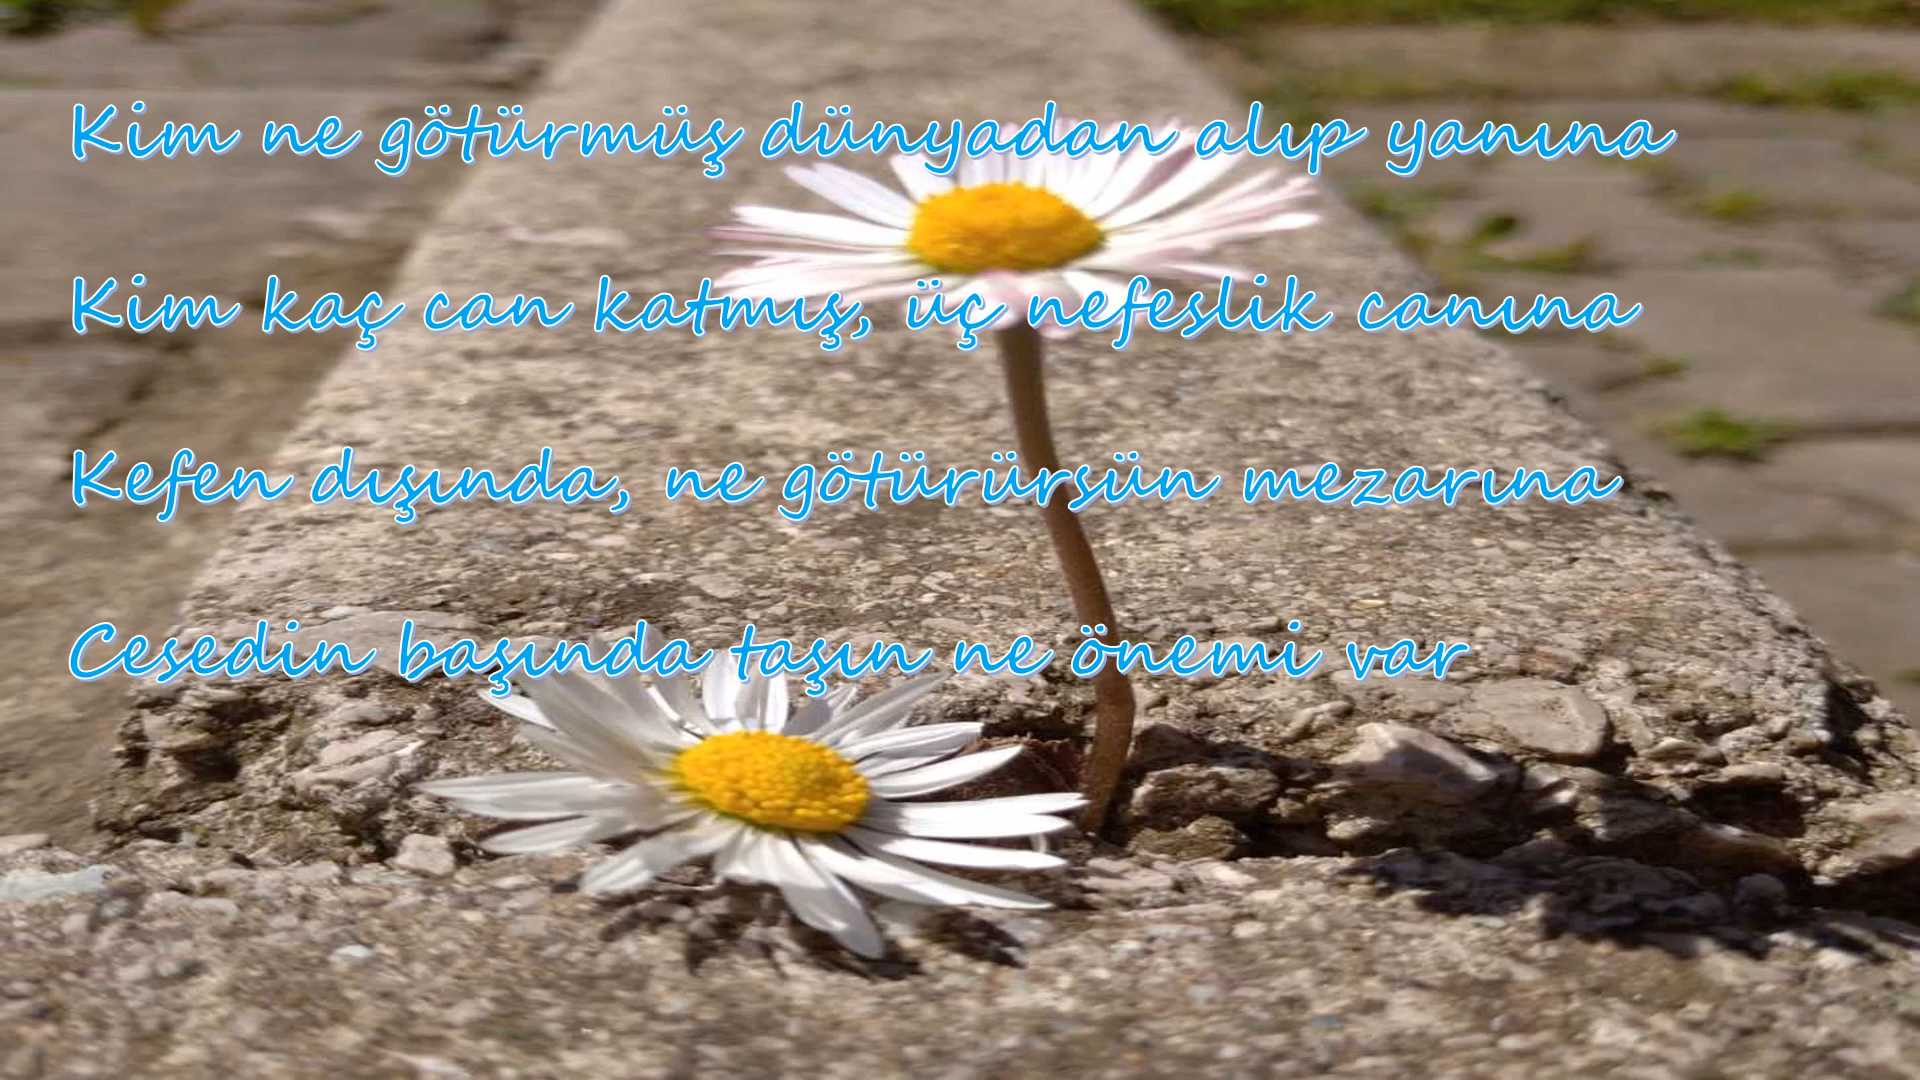 Kim ne götürmüş dünyadan alıp yanına
Kim kaç can katmış, üç nefeslik canına
Kefen dışında, ne götürürsün mezarına
Cesedin başında taşın ne önemi var